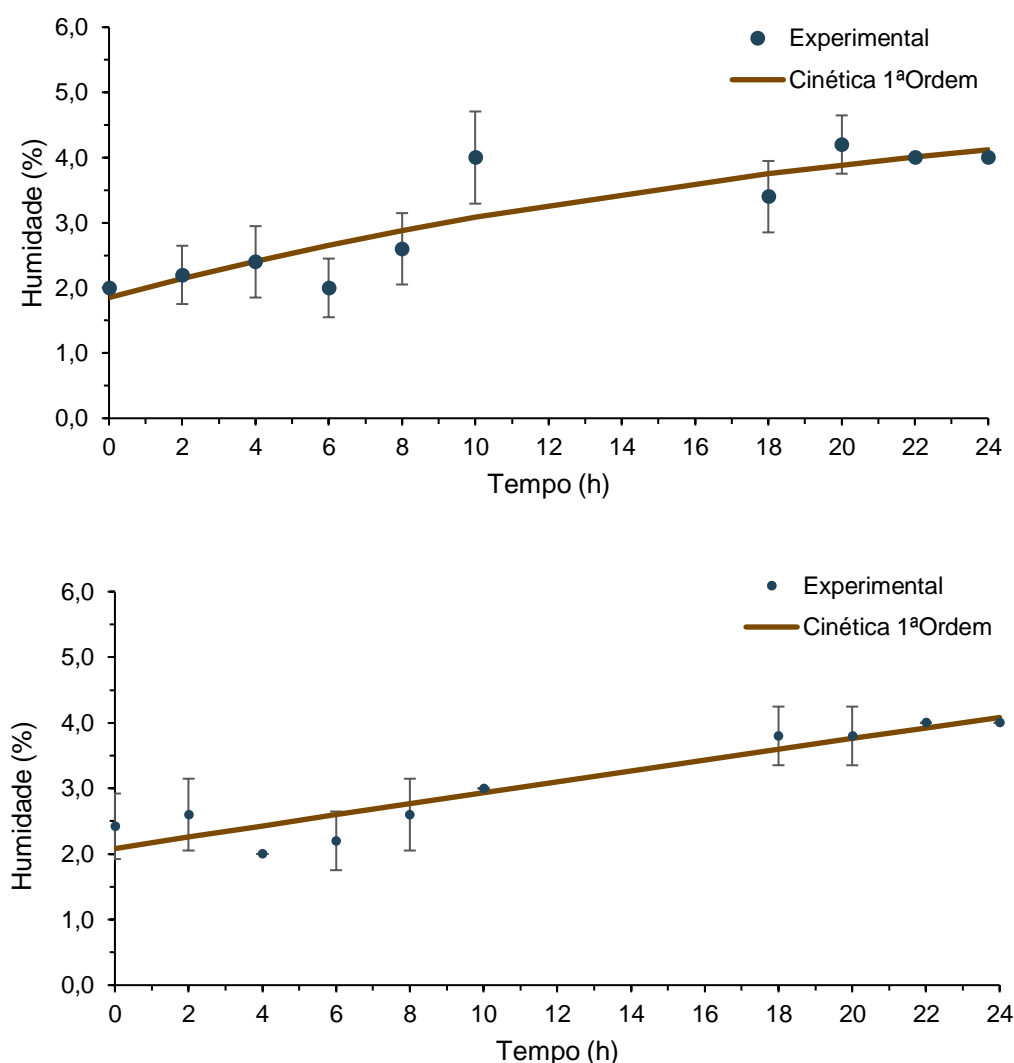 6,0
5,0
4,0
3,0
2,0
1,0
0,0
Humidade (%)
Experimental
Cinética 1ªOrdem
0 2 4 6 8 10 12 14 16 18 20 22 24
Tempo (h)
6,0
5,0
4,0
3,0
2,0
1,0
0,0
Humidade (%)
Experimental
Cinética 1ªOrdem
0 2 4 6 8 10 12 14 16 18 20 22 24
Tempo (h)